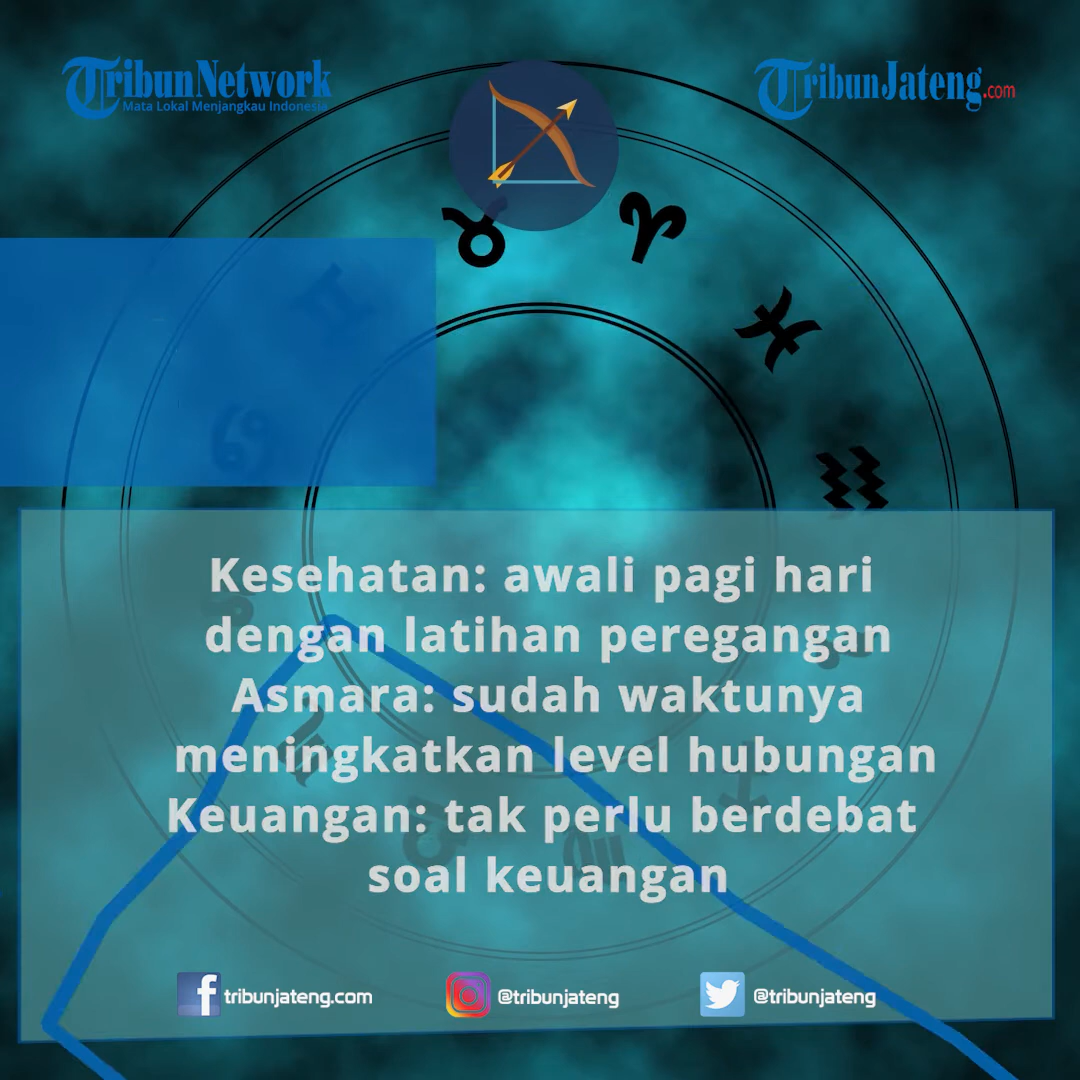 TribunNetwork
Mata Lokal Menjangkau Indonesia
TribunJateng.com
Kesehatan: awali pagi hari
dengan latihan peregangan
Asmara: sudah waktunya
meningkatkan level hubungan
Keuangan: tak perlu berdebat
soal keuangan
tribunjateng.com
@tribunjateng
@tribunjateng